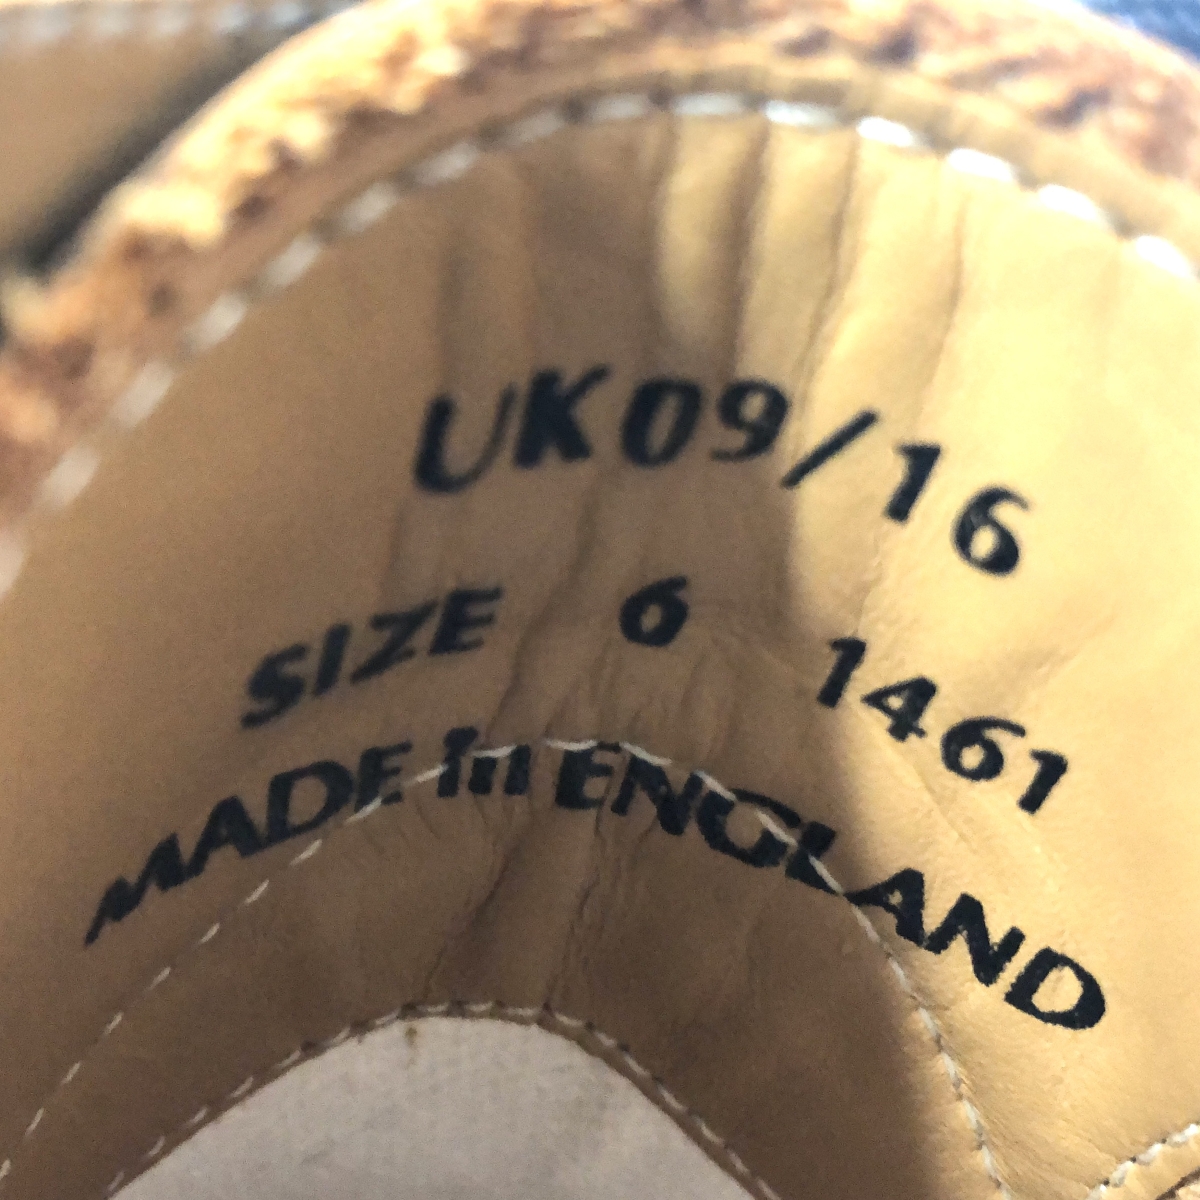 UK09/16
SIZE 6 1461
MADE in ENGLAND